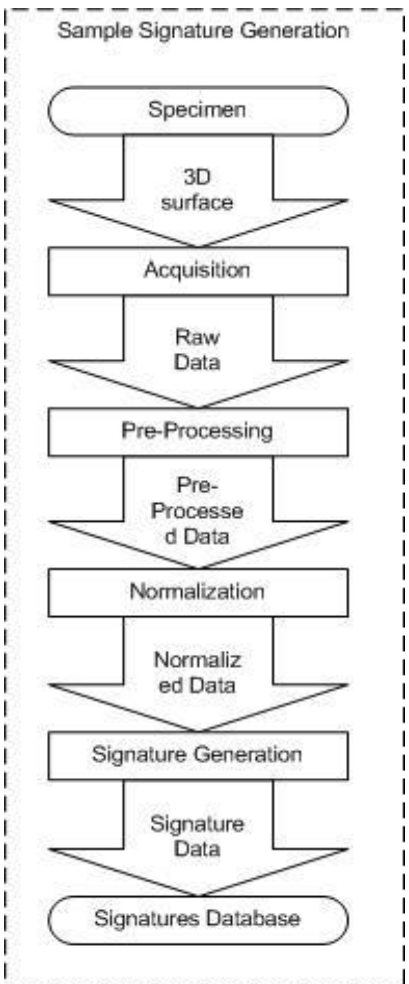 Sample Signature Generation
Specimen
3D
surface
Acquisition
Raw
Data
Pre-Processing
Pre-
Processe
d Data
Normalization
Normaliz
ed Data
Signature Generation
Signature
Data
Signatures Database